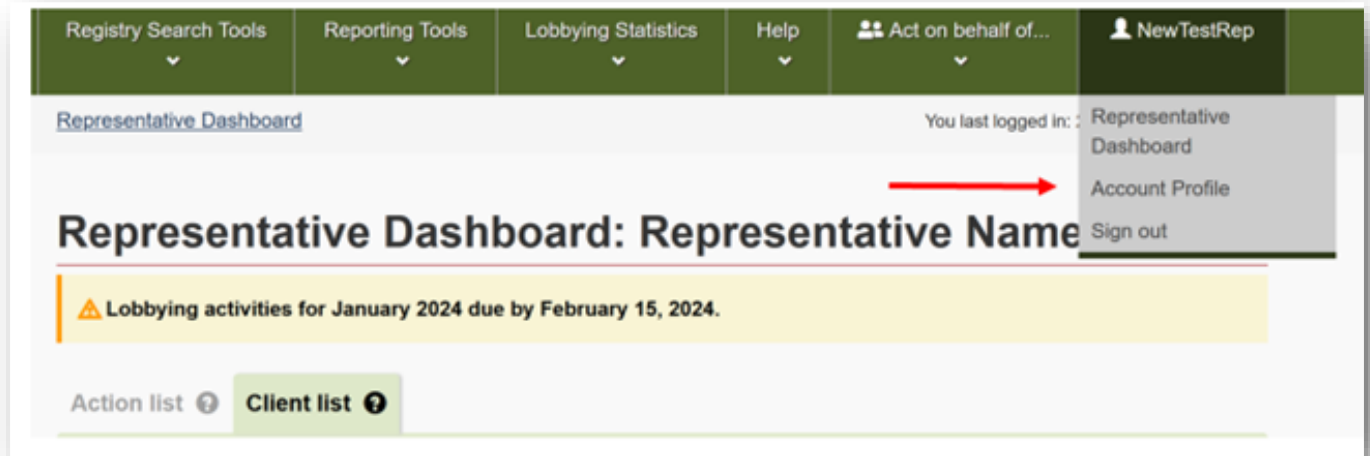 Registry Search Tools
Reporting Tools
Lobbying Statistics
Help
Act on behalf of...
NewTestRep
Representative Dashboard
You last logged in:
Representative
Dashboard
Account Profile
Sign out
Representative Dashboard: Representative Name
Lobbying activities for January 2024 due by February 15, 2024.
Action list
Client list